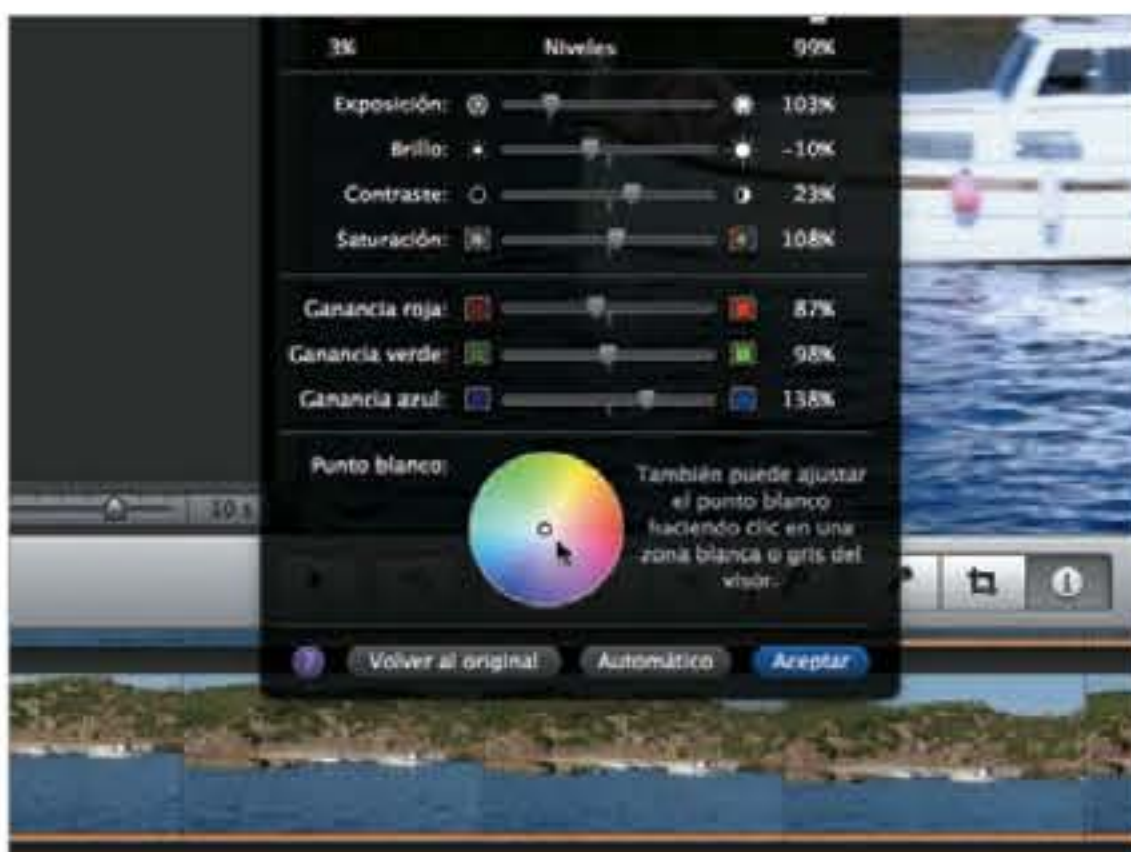 3% Niveles 99%
Exposición: 103%
Brillo: -10%
Contraste: 23%
Saturación: 108%
Ganancia roja: 87%
Ganancia verde: 98%
Ganancia azul: 138%
Punto blanco:
También puede ajustar
el punto blanco
haciendo clic en una
zona blanca o gris del
visor.
10 s
? Volver al original Automático Aceptar